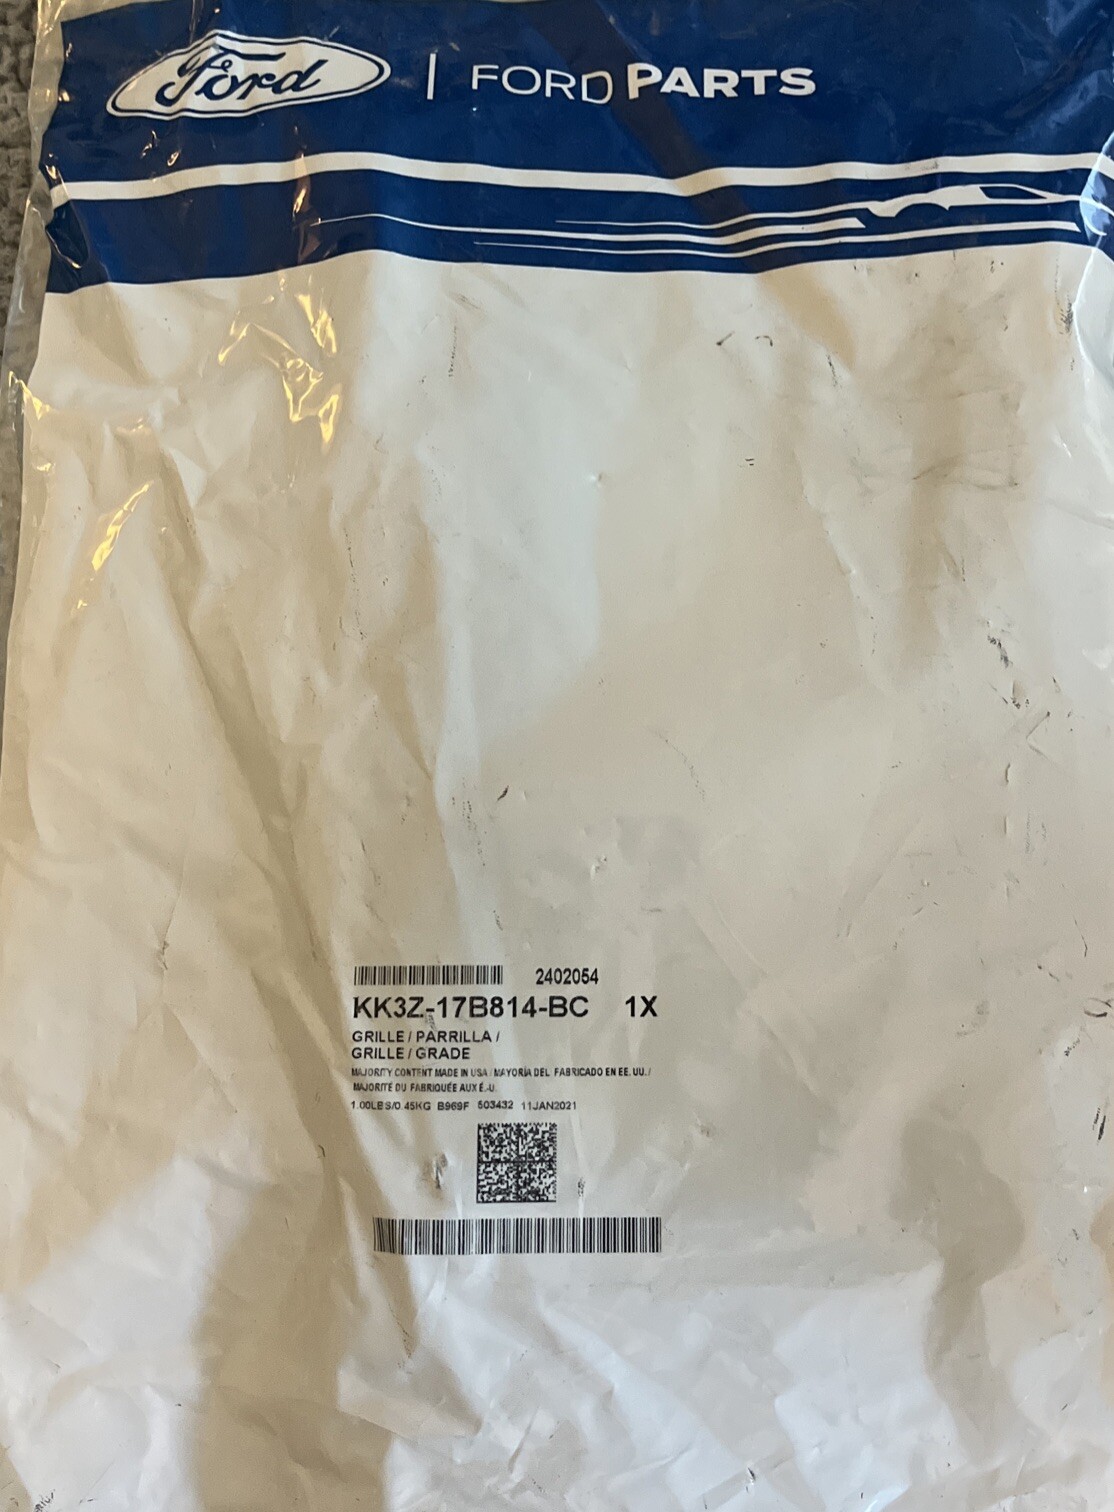 Ford | FORD PARTS
2402054
KK3Z-17B814-BC 1X
GRILLE / PARRILLA /
GRILLE / GRADE
MAJORITY CONTENT MADE IN USA / MAYORÍA DEL FABRICADO EN EE. UU. /
MAJORITÉ DU FABRIQUÉE AUX É.-U.
1.00LBS/0.45KG B969F 503432 11JAN2021